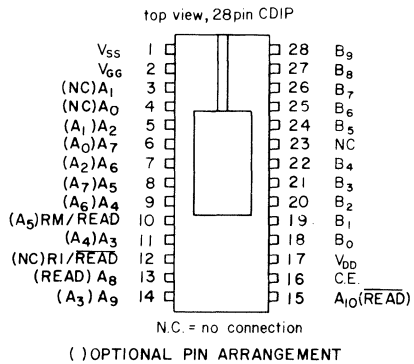 top view, 28pin CDIP
VSS 1 28 B9
VGG 2 27 B8
(NC)A1 3 26 B7
(NC)A0 4 25 B6
(A1)A2 5 24 B5
(A0)A7 6 23 NC
(A2)A6 7 22 B4
(A7)A5 8 21 B3
(A6)A4 9 20 B2
(A5)RM/READ 10 19 B1
(A4)A3 11 18 B0
(NC)RI/R̅E̅A̅D̅ 12 17 VDD
(READ)A8 13 16 C.E.
(A3)A9 14 15 A10(R̅E̅A̅D̅)
N.C. = no connection
( )OPTIONAL PIN ARRANGEMENT